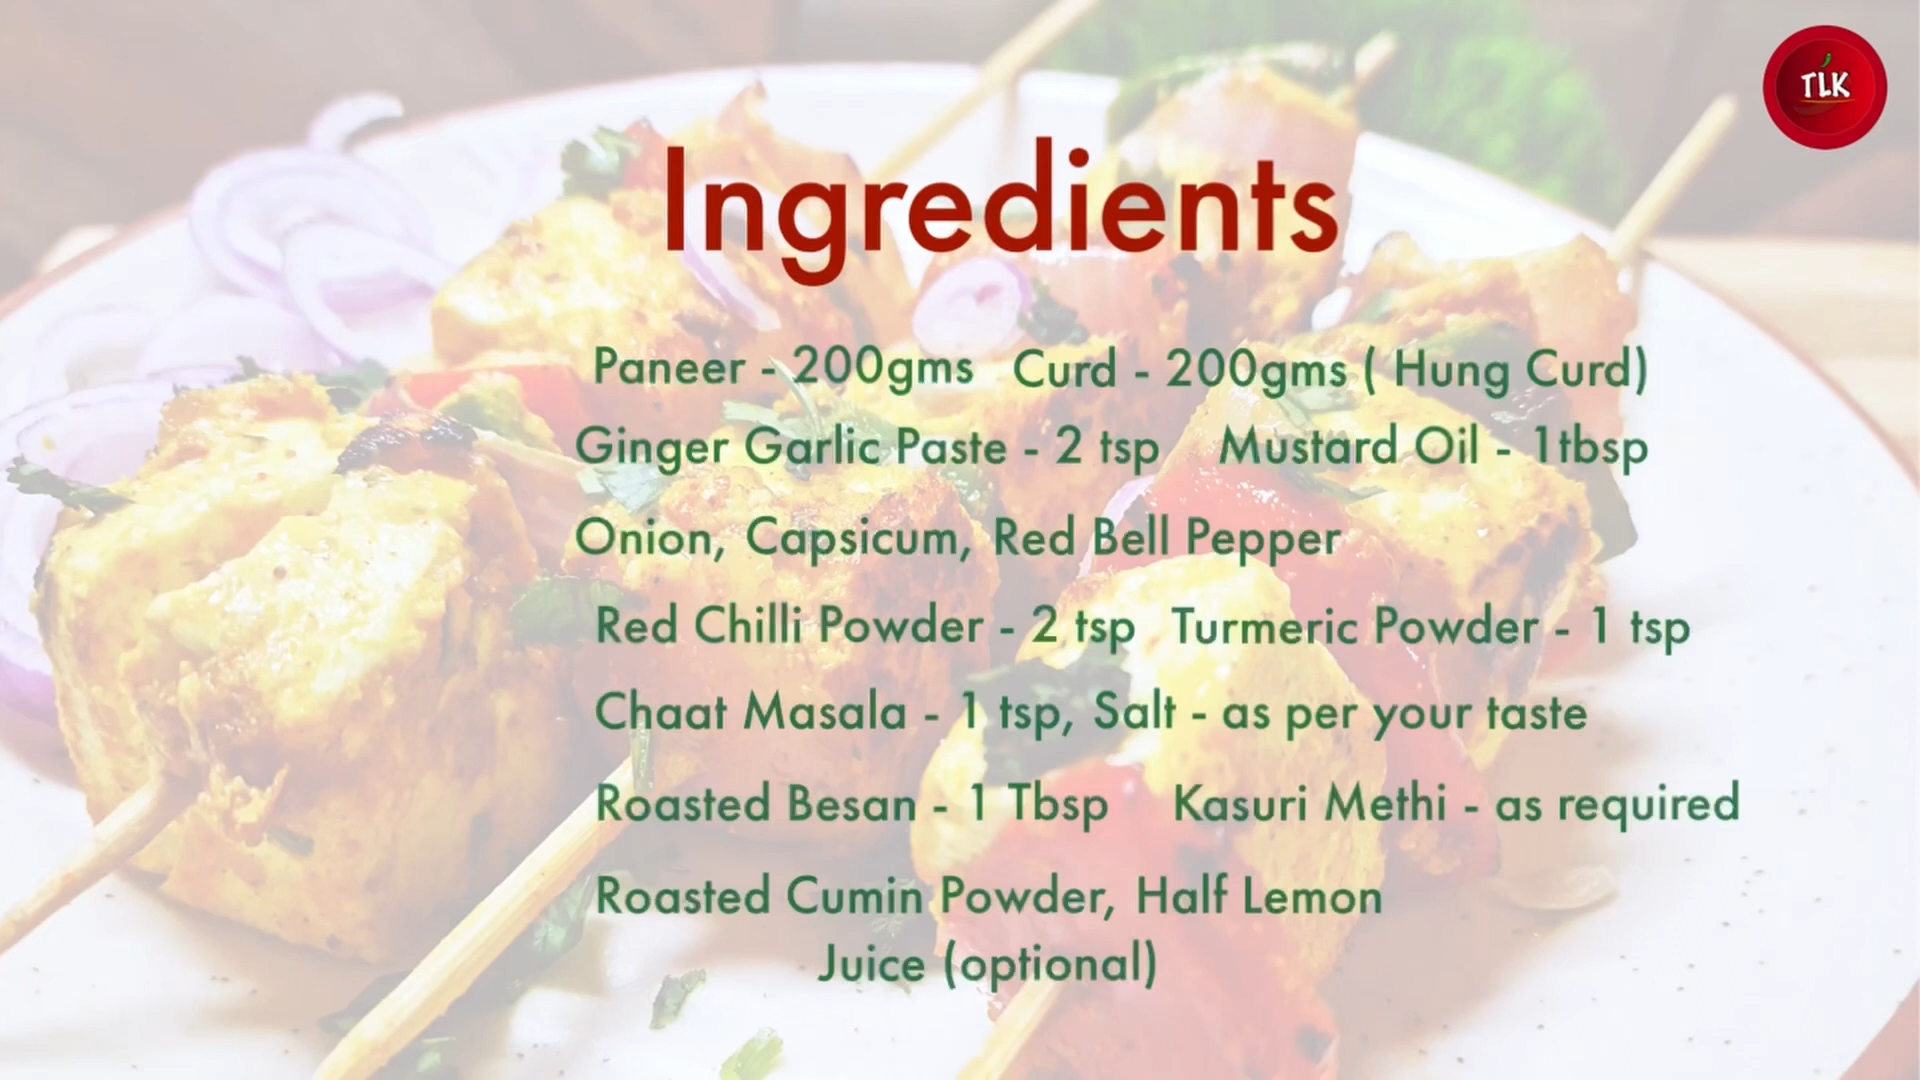 TLK
Ingredients
Paneer - 200gms Curd - 200gms ( Hung Curd)
Ginger Garlic Paste - 2 tsp Mustard Oil - 1tbsp
Onion, Capsicum, Red Bell Pepper
Red Chilli Powder - 2 tsp Turmeric Powder - 1 tsp
Chaat Masala - 1 tsp, Salt - as per your taste
Roasted Besan - 1 Tbsp Kasuri Methi - as required
Roasted Cumin Powder, Half Lemon
Juice (optional)